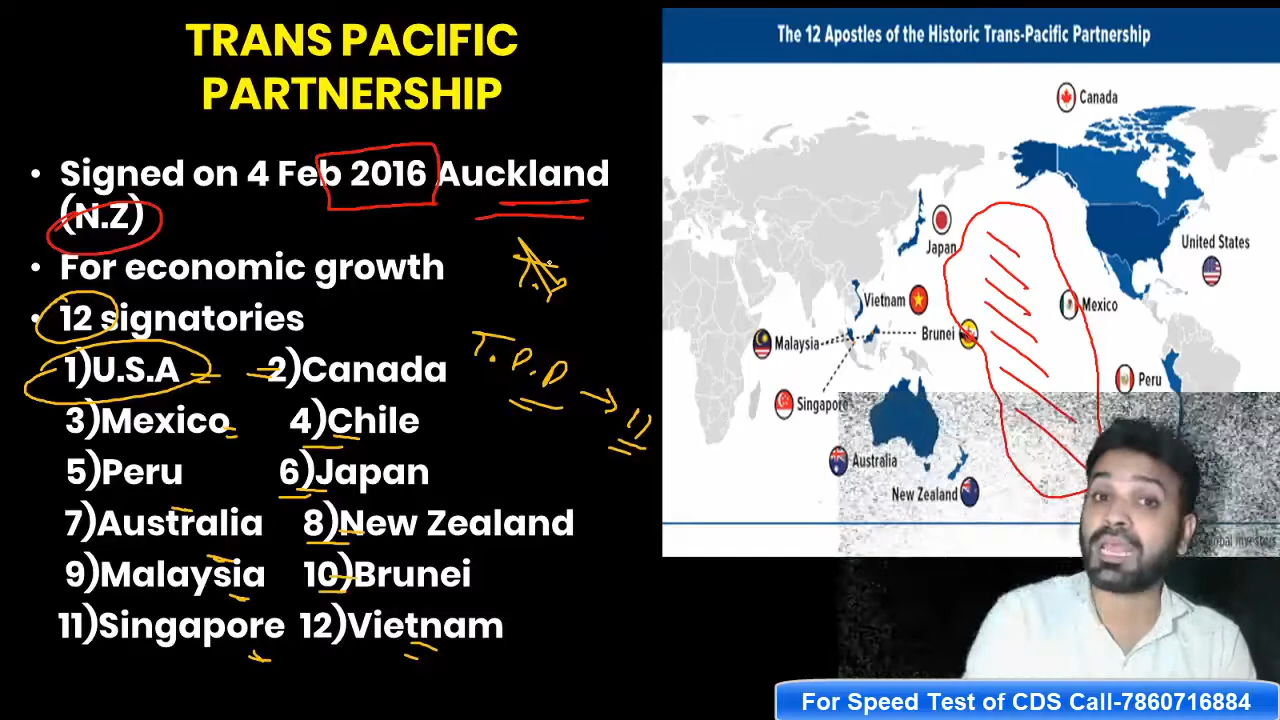 TRANS PACIFIC
PARTNERSHIP
• Signed on 4 Feb 2016 Auckland
(N.Z)
• For economic growth
• 12 signatories
1)U.S.A 2)Canada
3)Mexico 4)Chile
5)Peru 6)Japan
7)Australia 8)New Zealand
9)Malaysia 10)Brunei
11)Singapore 12)Vietnam
T.P.P → 11
The 12 Apostles of the Historic Trans-Pacific Partnership
Canada
Japan
United States
Vietnam
Mexico
Brunei
Malaysia
Peru
Singapore
Australia
New Zealand
Investors
For Speed Test of CDS Call-7860716884